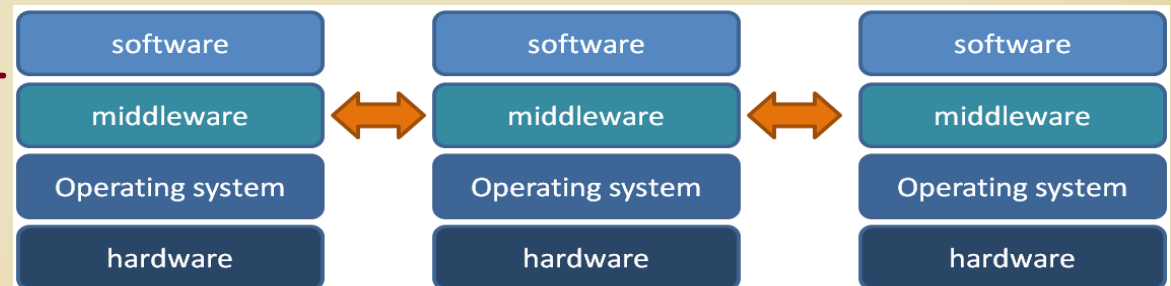 software software software
middleware middleware middleware
Operating system Operating system Operating system
hardware hardware hardware